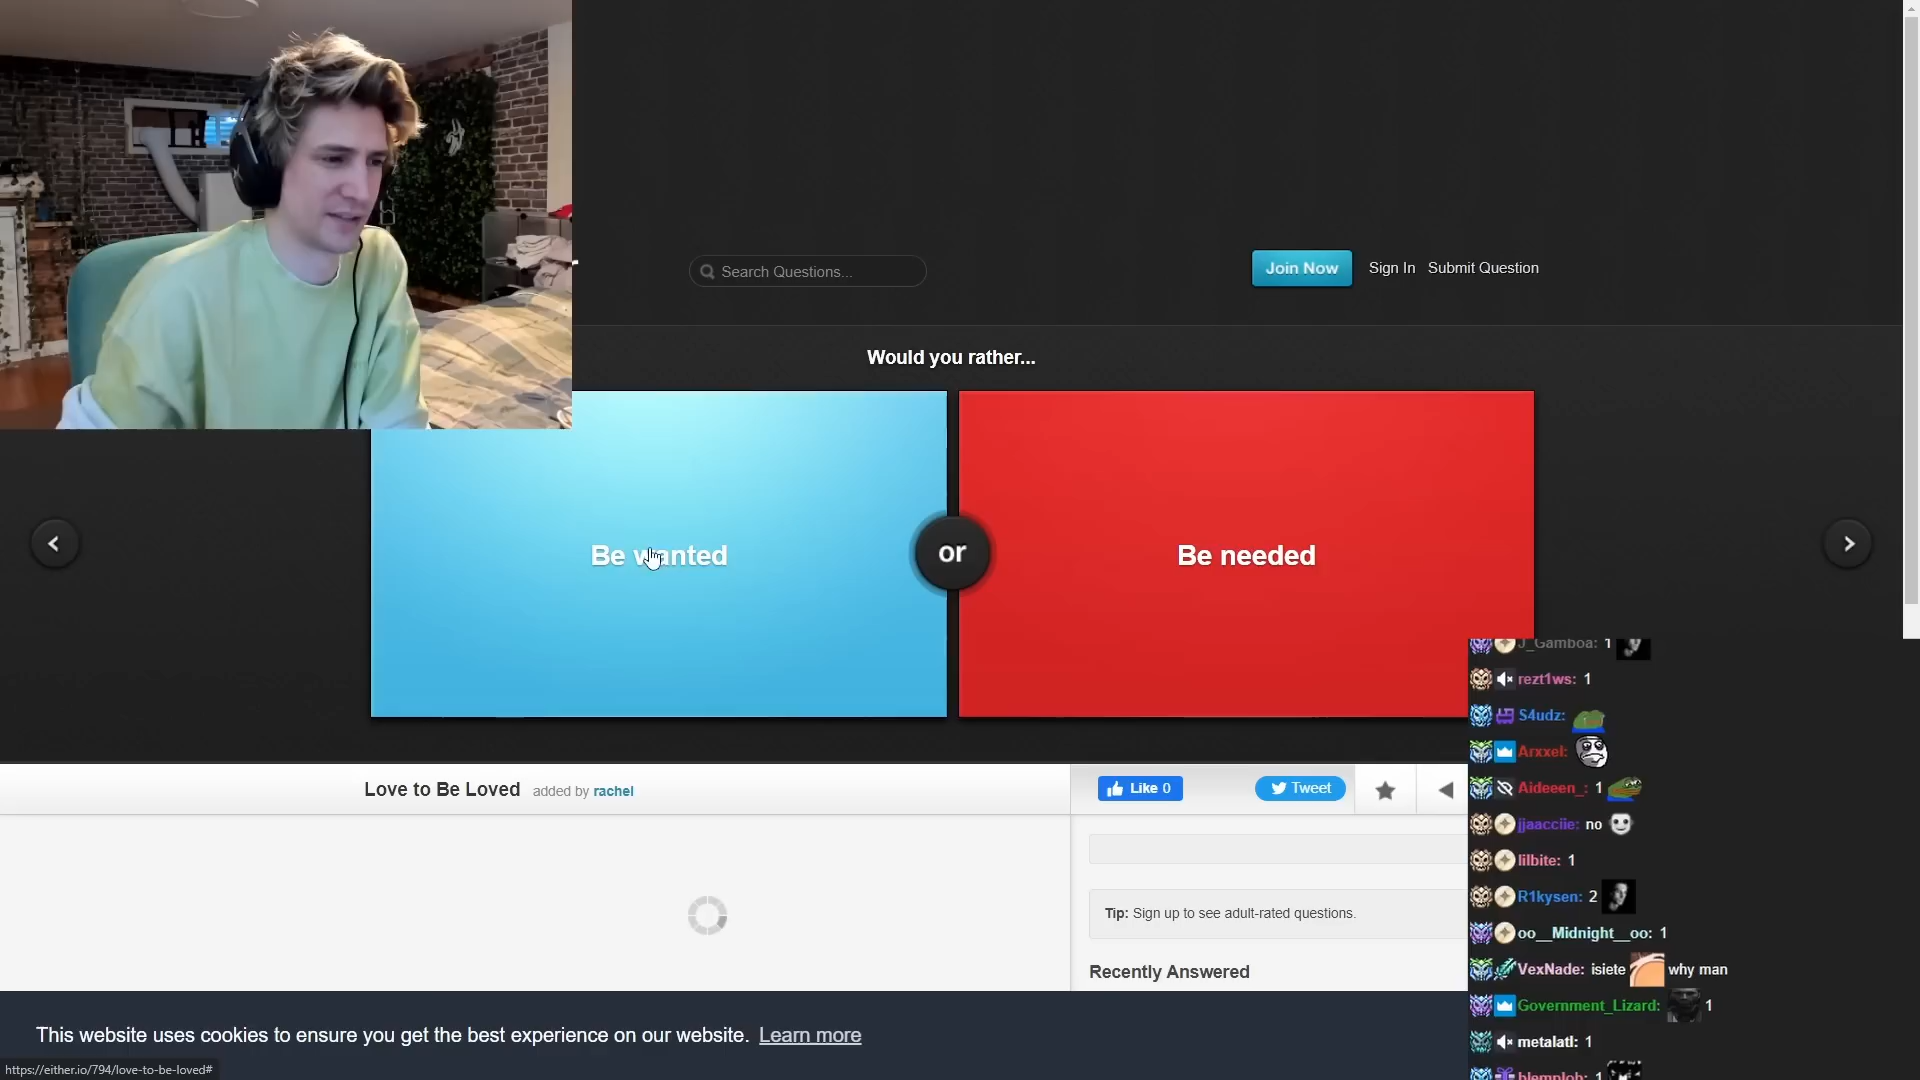 Search Questions...
Join Now
Sign In
Submit Question
Would you rather...
Be wanted
or
Be needed
Love to Be Loved added by rachel
Like 0
Tweet
Tip: Sign up to see adult-rated questions.
Recently Answered
This website uses cookies to ensure you get the best experience on our website. Learn more
https://either.io/794/love-to-be-loved#
J_Gamboa: 1
rezt1ws: 1
S4udz:
Arxxel:
Aideeen_: 1
jjaacciie: no
lilbite: 1
R1kysen: 2
oo__Midnight__oo: 1
VexNade: isiete why man
Government_Lizard: 1
metalatl: 1
blemplob: 1